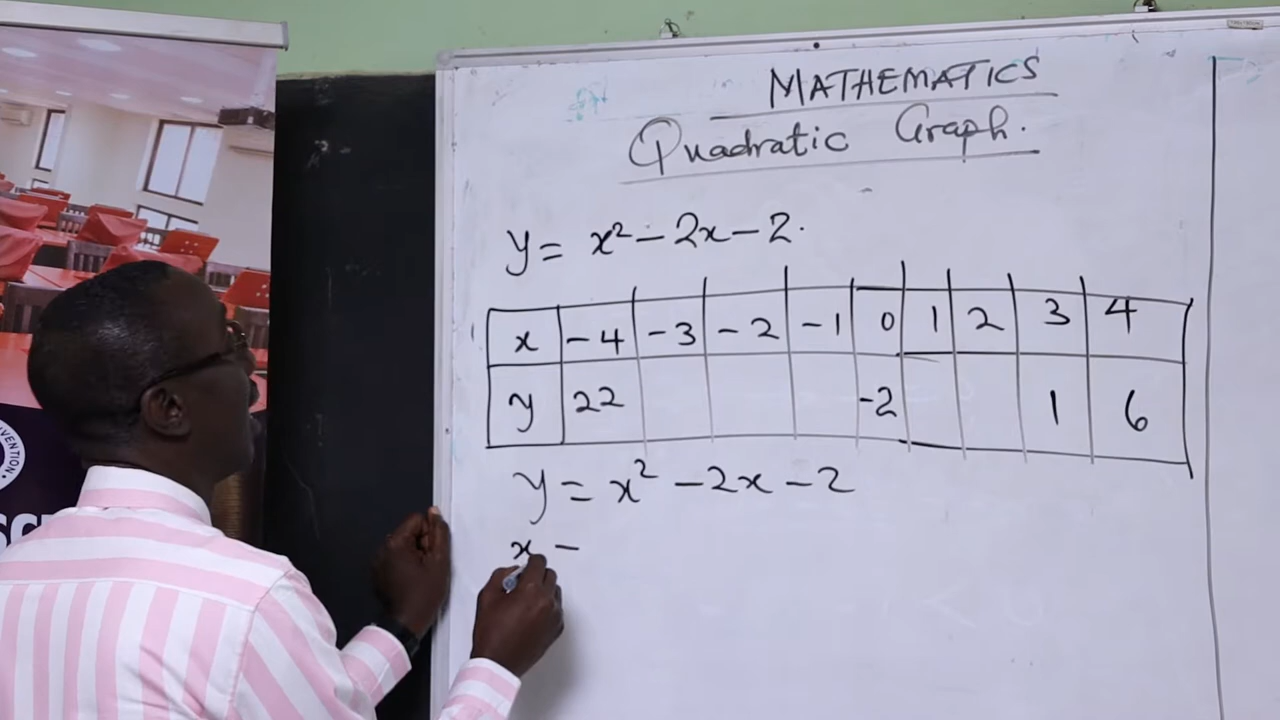 MATHEMATICS
Quadratic Graph.
y = x² - 2x - 2.
x -4 -3 -2 -1 0 1 2 3 4
y 22 -2 1 6
y = x² - 2x - 2
x -